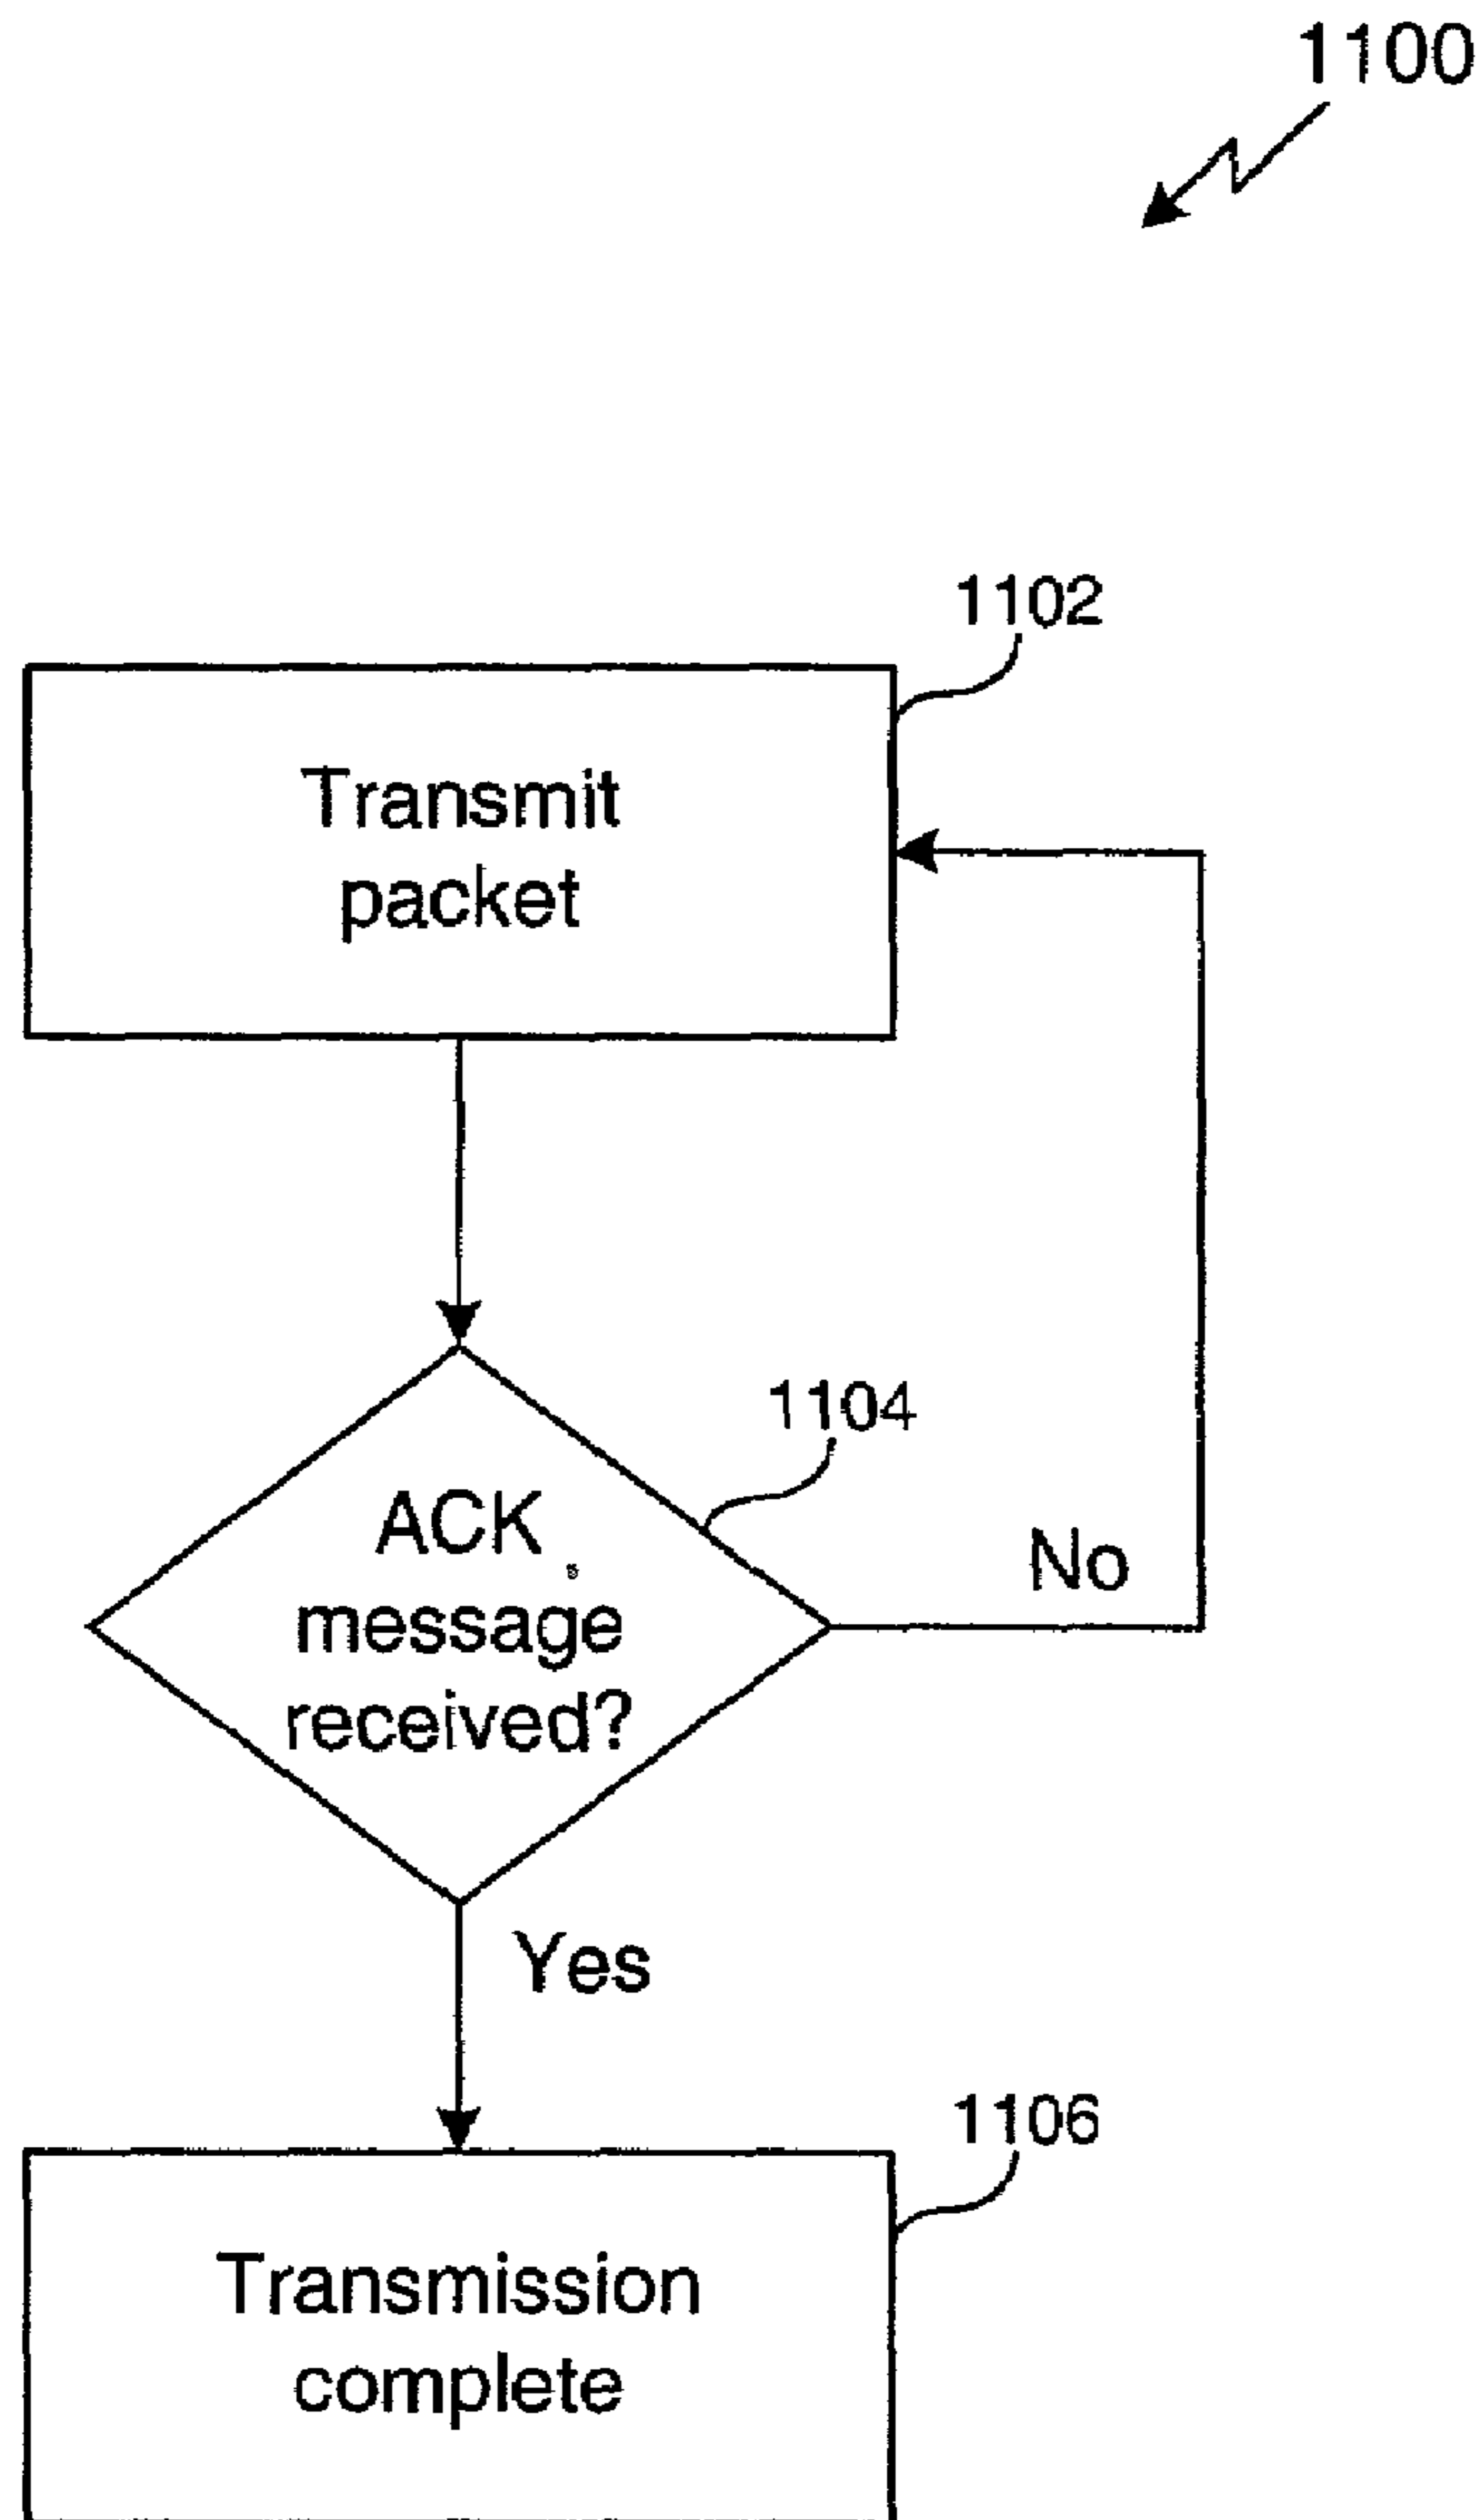 1100
1102
Transmit
packet
1104
ACK
message
received?
No
Yes
1106
Transmission
complete